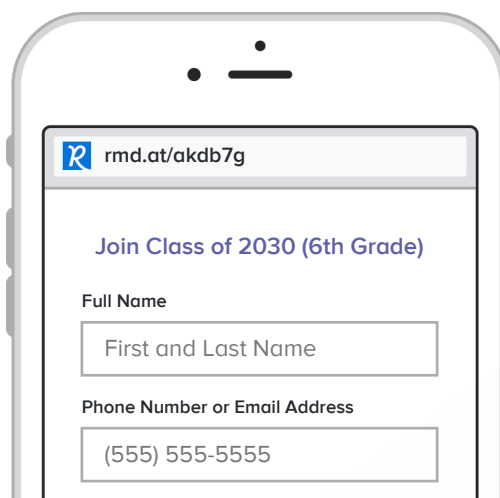 rmd.at/akdb7g
Join Class of 2030 (6th Grade)
Full Name
First and Last Name
Phone Number or Email Address
(555) 555-5555